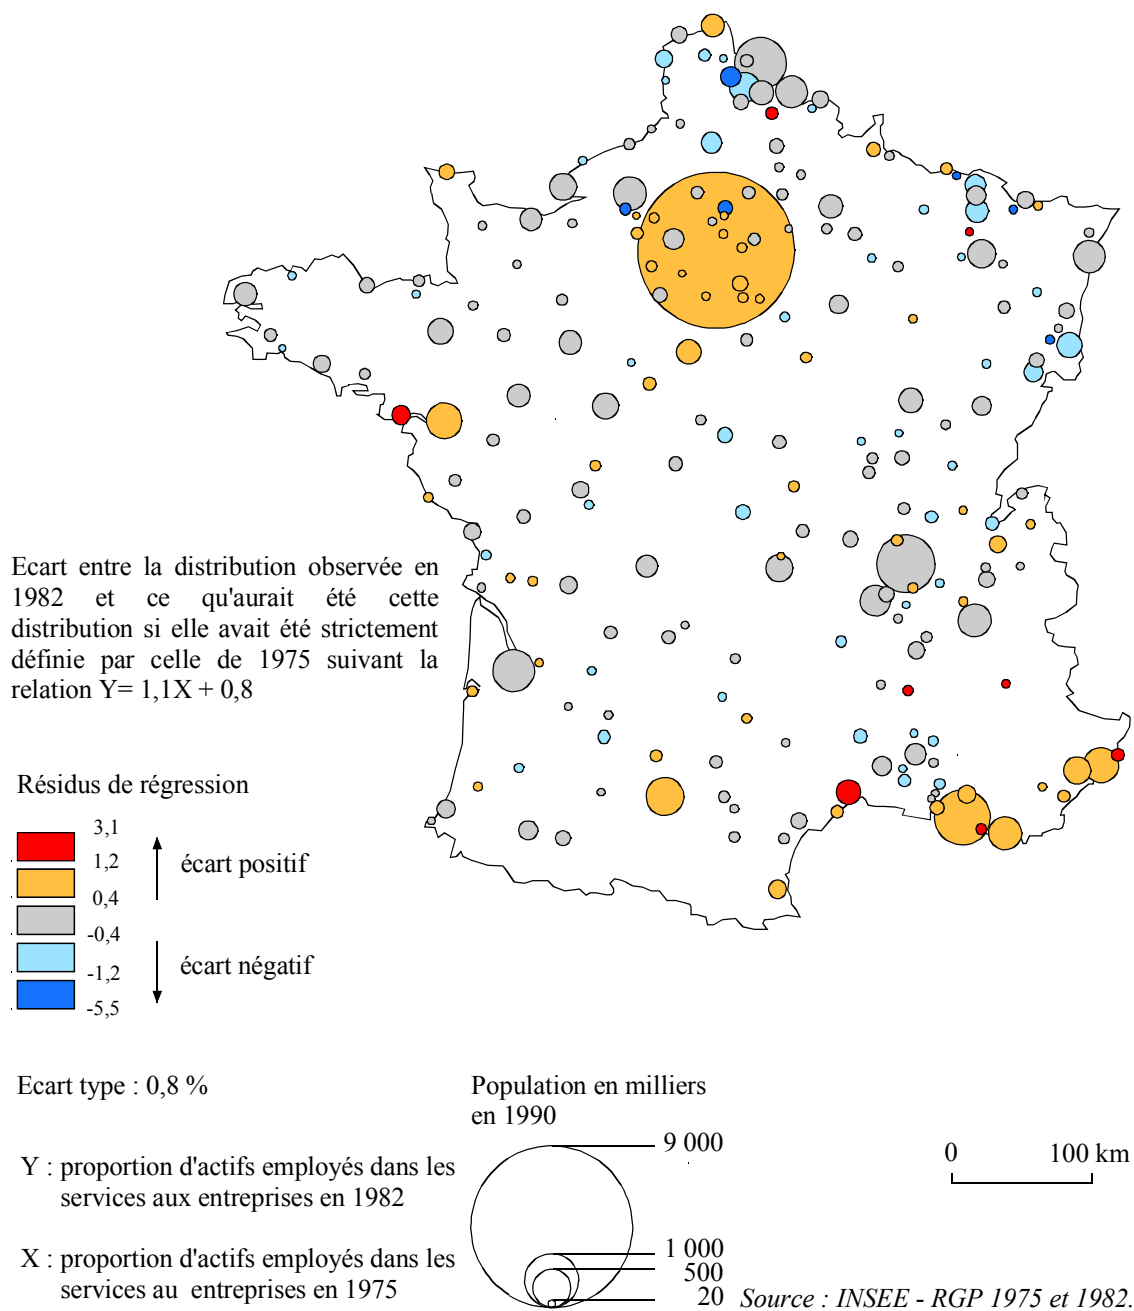 Ecart entre la distribution observée en
1982 et ce qu'aurait été cette
distribution si elle avait été strictement
définie par celle de 1975 suivant la
relation Y= 1,1X + 0,8
Résidus de régression
3,1
1,2
0,4
-0,4
-1,2
-5,5
écart positif
écart négatif
Ecart type : 0,8 %
Y : proportion d'actifs employés dans les
services aux entreprises en 1982
X : proportion d'actifs employés dans les
services au entreprises en 1975
Population en milliers
en 1990
9 000
1 000
500
20
0 100 km
Source : INSEE - RGP 1975 et 1982.